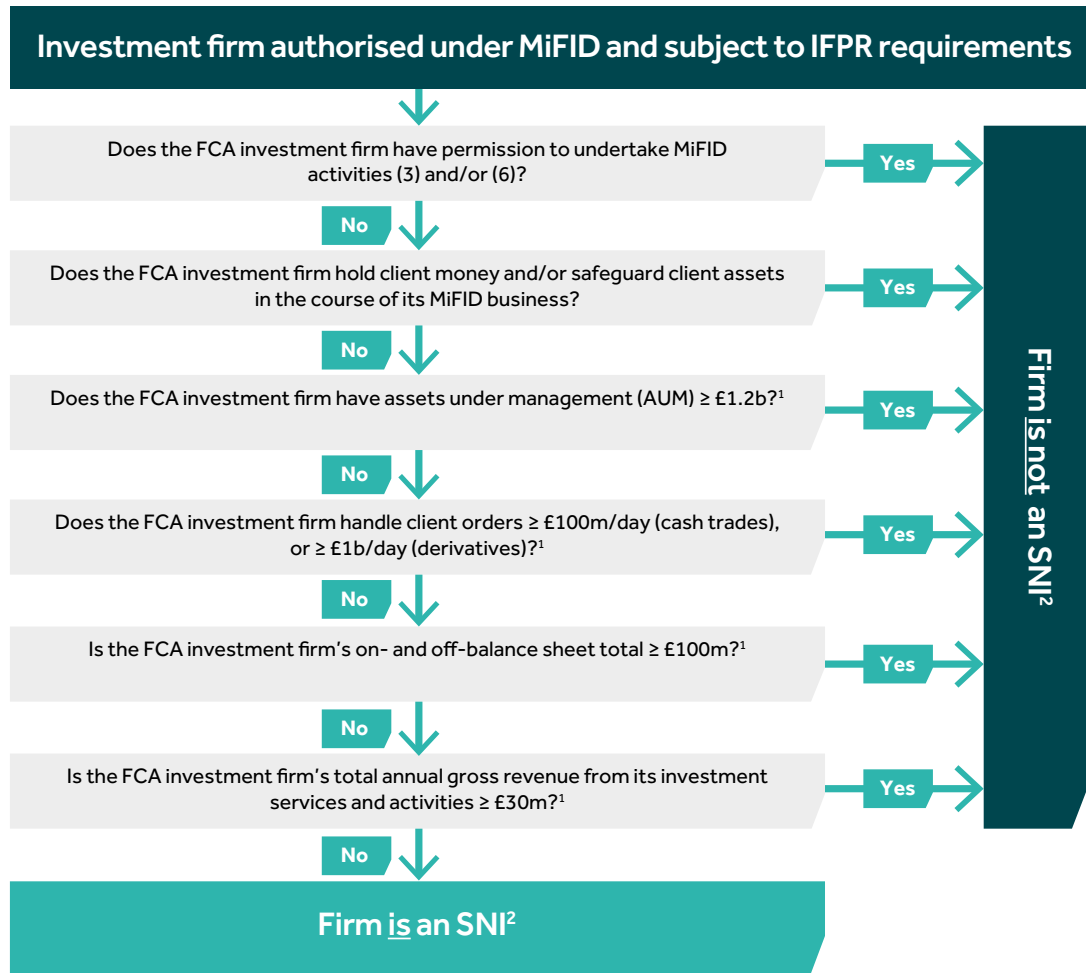 Investment firm authorised under MiFID and subject to IFPR requirements
Does the FCA investment firm have permission to undertake MiFID
activities (3) and/or (6)?
Yes
No
Does the FCA investment firm hold client money and/or safeguard client assets
in the course of its MiFID business?
Yes
No
Does the FCA investment firm have assets under management (AUM) ≥ £1.2b?¹
Yes
No
Does the FCA investment firm handle client orders ≥ £100m/day (cash trades),
or ≥ £1b/day (derivatives)?¹
Yes
No
Is the FCA investment firm’s on- and off-balance sheet total ≥ £100m?¹
Yes
No
Is the FCA investment firm’s total annual gross revenue from its investment
services and activities ≥ £30m?¹
Yes
No
Firm is not an SNI²
Firm is an SNI²